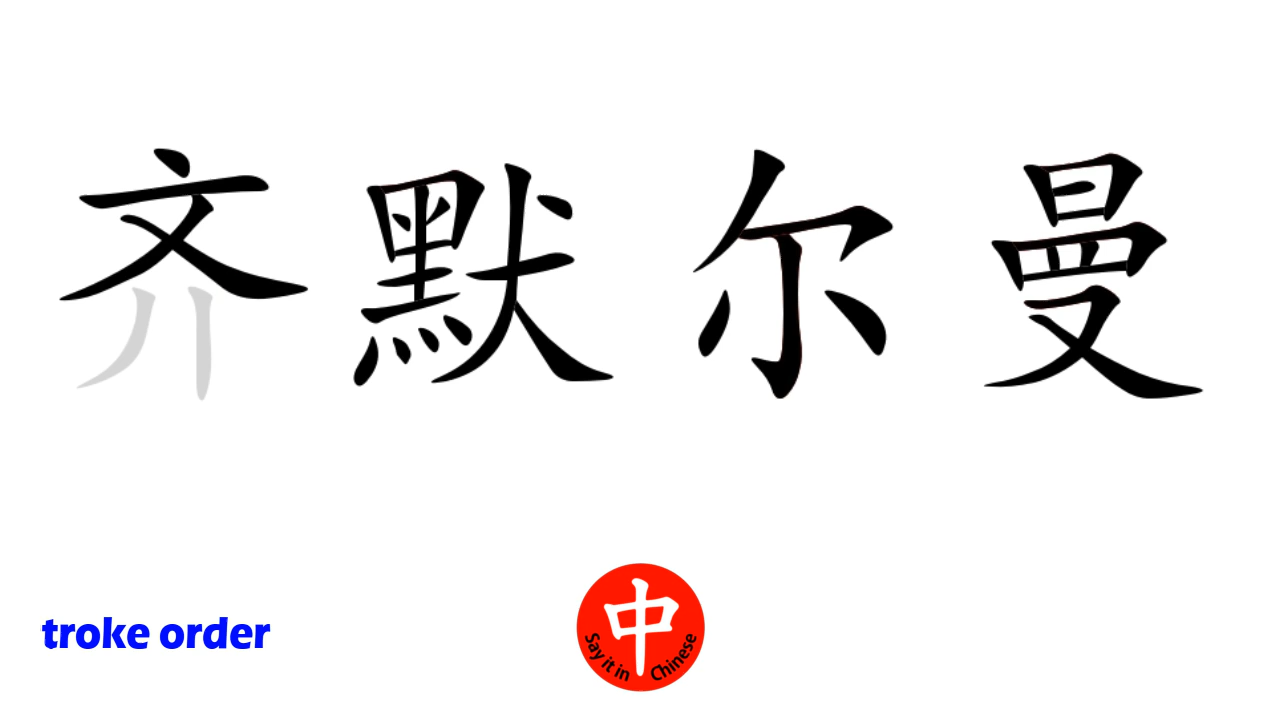 齐默尔曼
troke order
中
Say it in Chinese